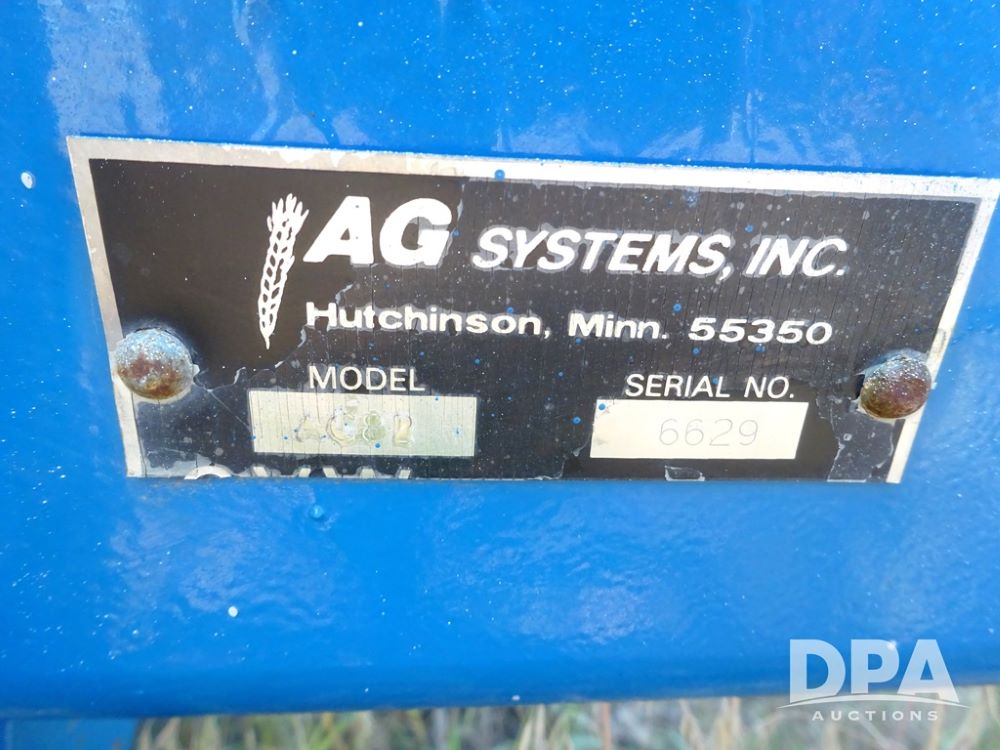 AG SYSTEMS, INC.
Hutchinson, Minn. 55350
MODEL
SERIAL NO.
6629
DPA
AUCTIONS